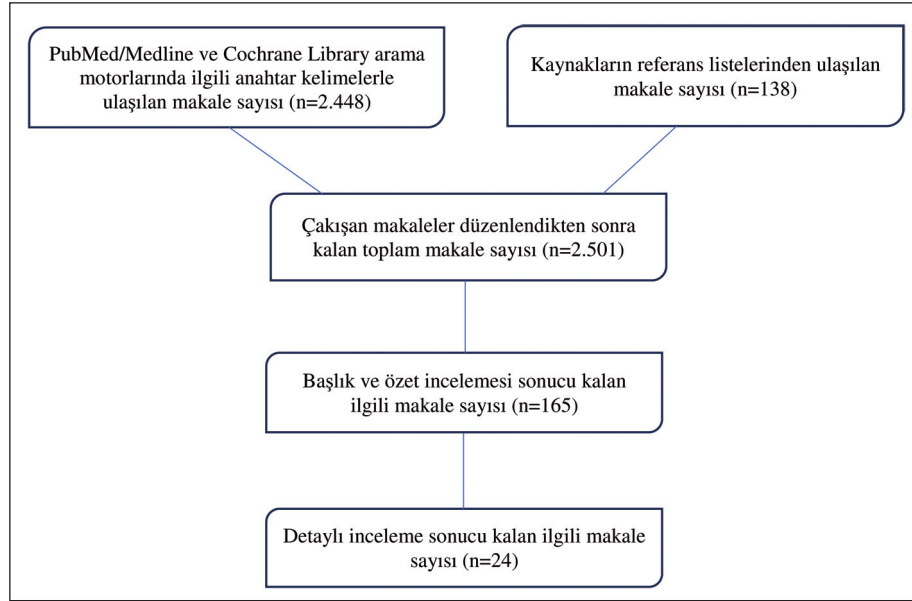 PubMed/Medline ve Cochrane Library arama
motorlarında ilgili anahtar kelimelerle
ulaşılan makale sayısı (n=2.448)
Kaynakların referans listelerinden ulaşılan
makale sayısı (n=138)
Çakışan makaleler düzenlendikten sonra
kalan toplam makale sayısı (n=2.501)
Başlık ve özet incelemesi sonucu kalan
ilgili makale sayısı (n=165)
Detaylı inceleme sonucu kalan ilgili makale
sayısı (n=24)